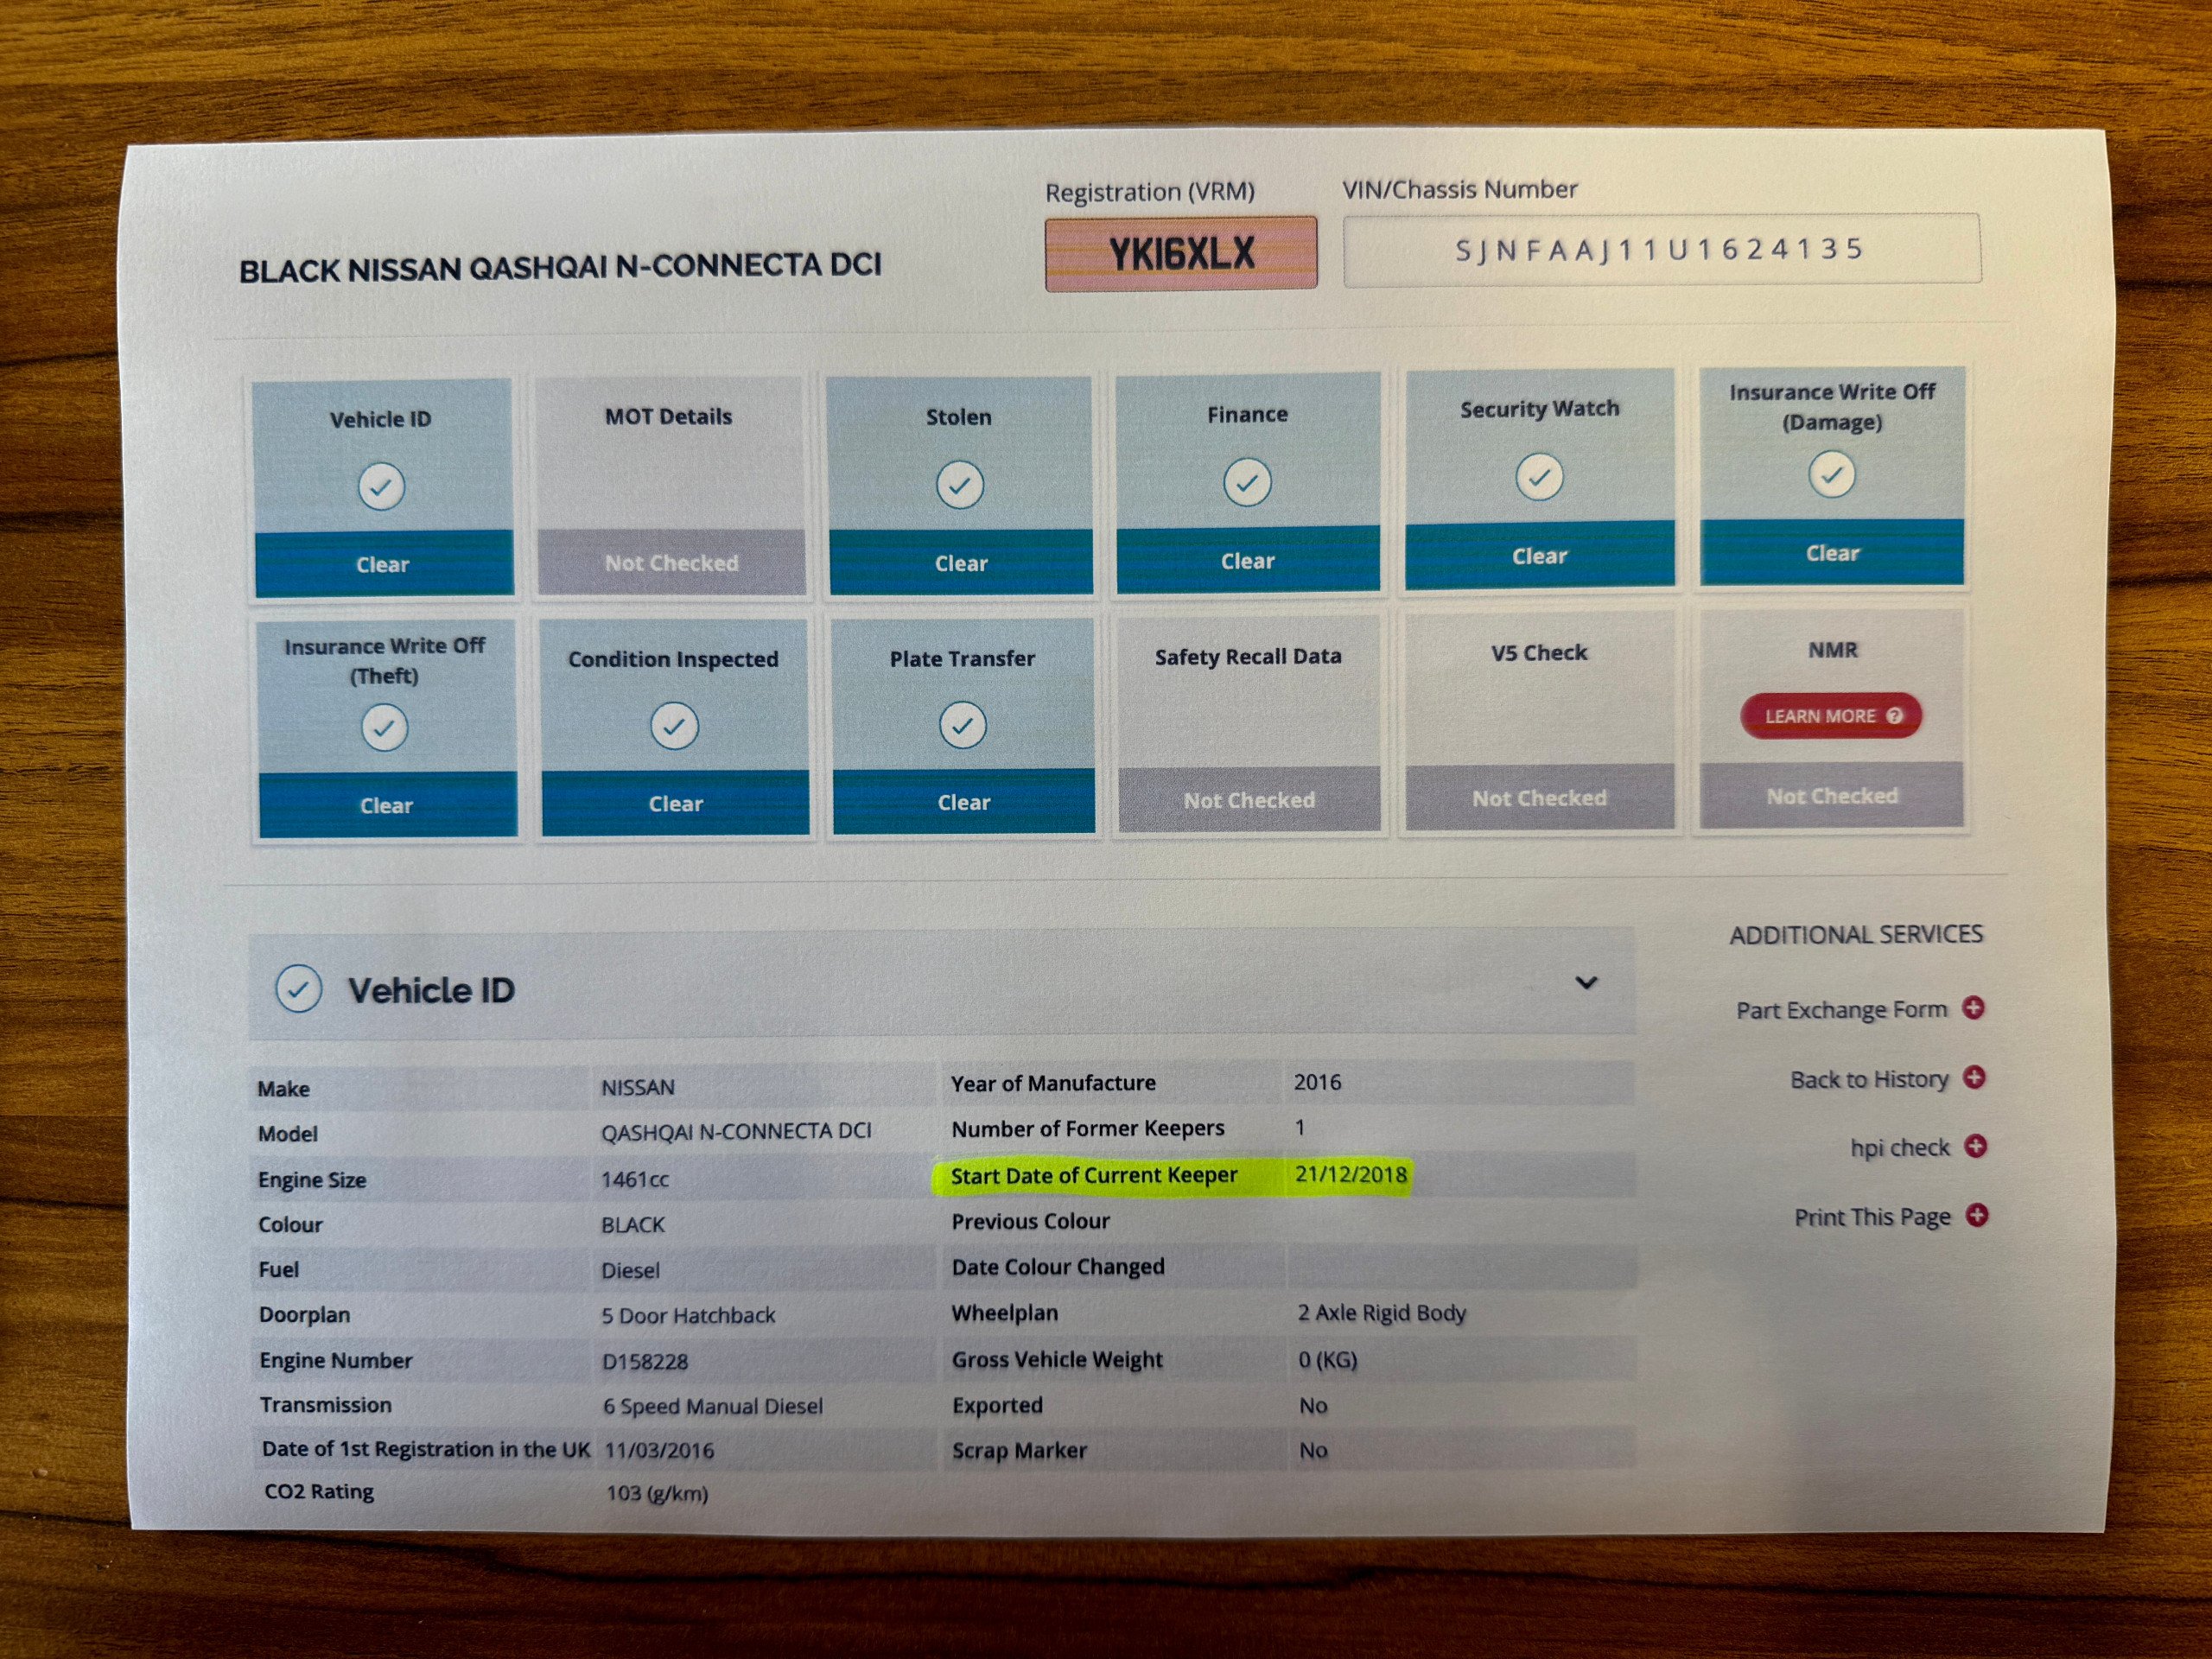 Registration (VRM)
VIN/Chassis Number
BLACK NISSAN QASHQAI N-CONNECTA DCI
YK16XLX
SJNFAAJ11U1624135
Vehicle ID
Clear
MOT Details
Not Checked
Stolen
Clear
Finance
Clear
Security Watch
Clear
Insurance Write Off
(Damage)
Clear
Insurance Write Off
(Theft)
Clear
Condition Inspected
Clear
Plate Transfer
Clear
Safety Recall Data
Not Checked
V5 Check
Not Checked
NMR
LEARN MORE ?
Not Checked
Vehicle ID
Make NISSAN
Model QASHQAI N-CONNECTA DCI
Engine Size 1461cc
Colour BLACK
Fuel Diesel
Doorplan 5 Door Hatchback
Engine Number D158228
Transmission 6 Speed Manual Diesel
Date of 1st Registration in the UK 11/03/2016
CO2 Rating 103 (g/km)
Year of Manufacture 2016
Number of Former Keepers 1
Start Date of Current Keeper 21/12/2018
Previous Colour
Date Colour Changed
Wheelplan 2 Axle Rigid Body
Gross Vehicle Weight 0 (KG)
Exported No
Scrap Marker No
ADDITIONAL SERVICES
Part Exchange Form
Back to History
hpi check
Print This Page